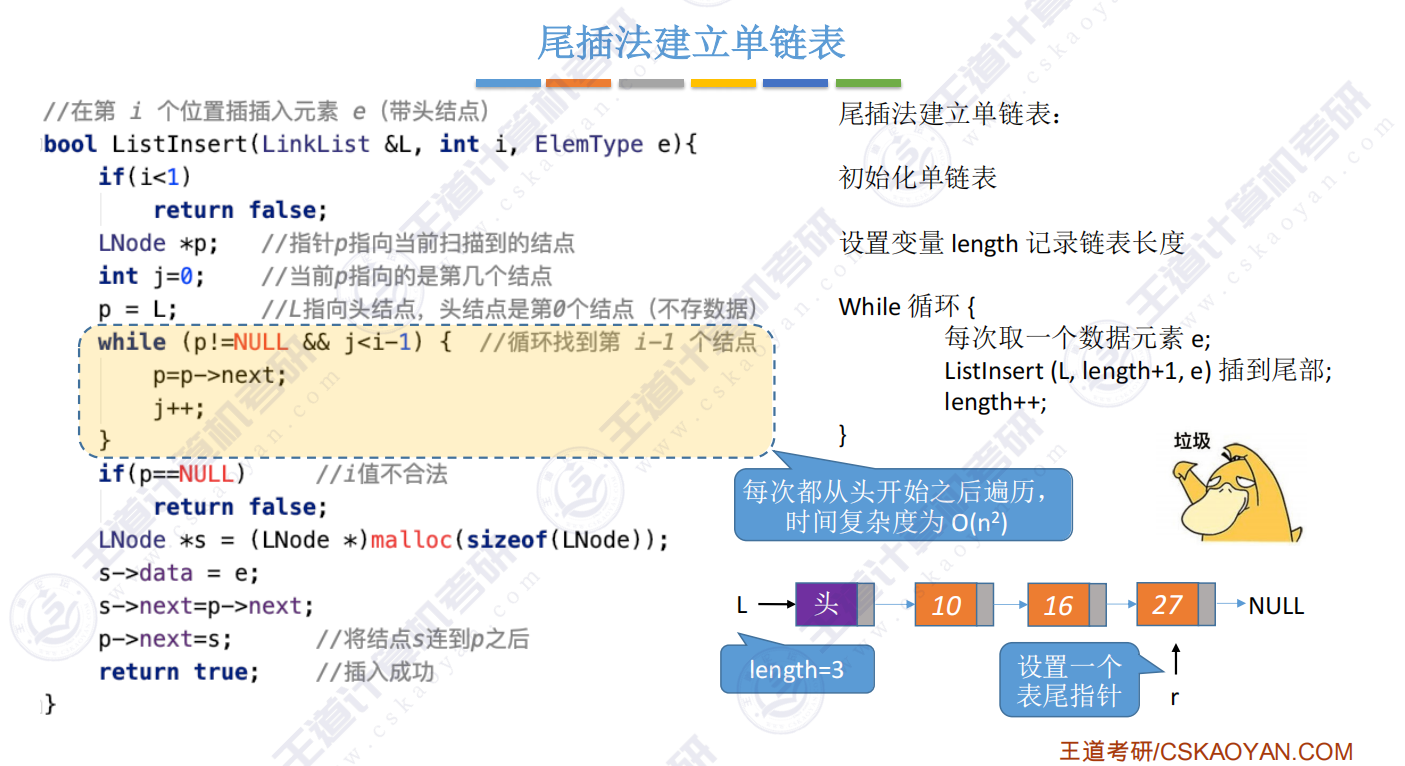 尾插法建立单链表
//在第 i 个位置插插入元素 e（带头结点）
bool ListInsert(LinkList &L, int i, ElemType e){
if(i<1)
return false;
LNode *p; //指针p指向当前扫描到的结点
int j=0; //当前p指向的是第几个结点
p = L; //L指向头结点，头结点是第0个结点（不存数据）
while (p!=NULL && j<i-1) { //循环找到第 i-1 个结点
p=p->next;
j++;
}
if(p==NULL) //i值不合法
return false;
LNode *s = (LNode *)malloc(sizeof(LNode));
s->data = e;
s->next=p->next;
p->next=s; //将结点s连到p之后
return true; //插入成功
}
尾插法建立单链表：
初始化单链表
设置变量 length 记录链表长度
While 循环 {
每次取一个数据元素 e;
ListInsert (L, length+1, e) 插到尾部;
length++;
}
垃圾
每次都从头开始之后遍历，
时间复杂度为 O(n²)
L 头 10 16 27 NULL
length=3
设置一个
表尾指针
r
王道考研/CSKAOYAN.COM
王道计算机考研
www.cskaoyan.com